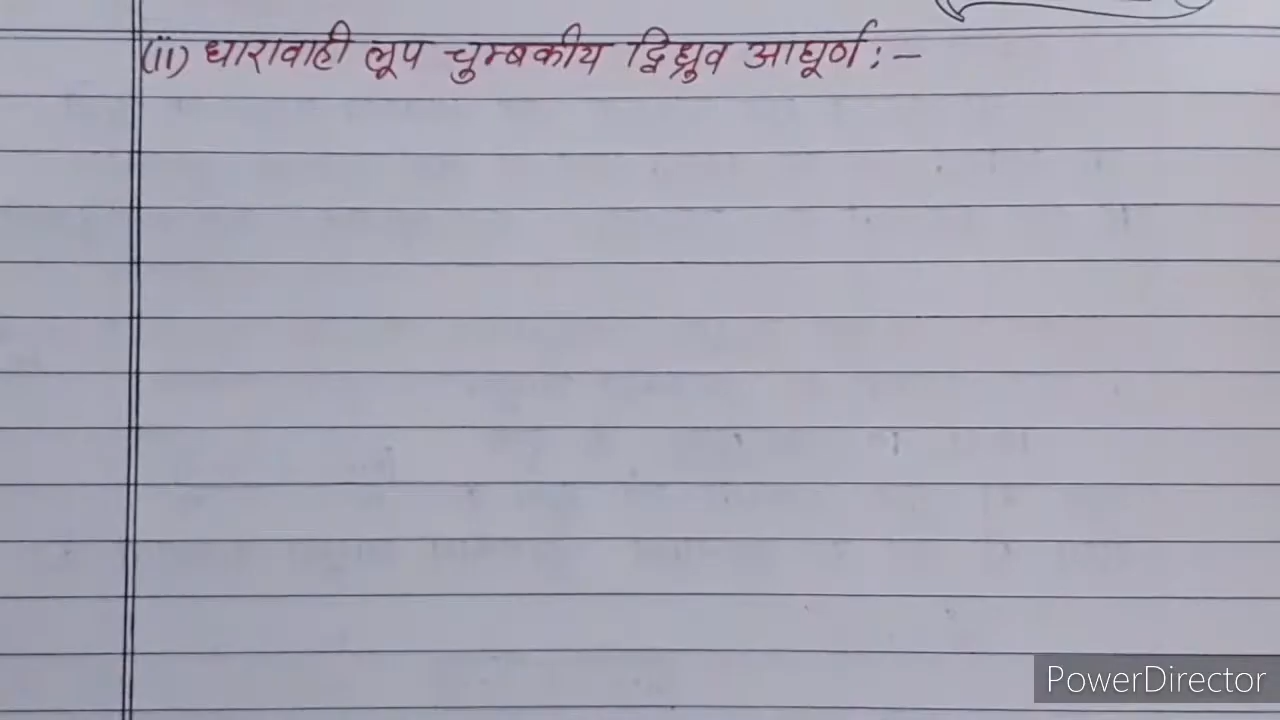 (ii) धारावाही लूप चुम्बकीय द्विध्रुव आघूर्ण :-
PowerDirector